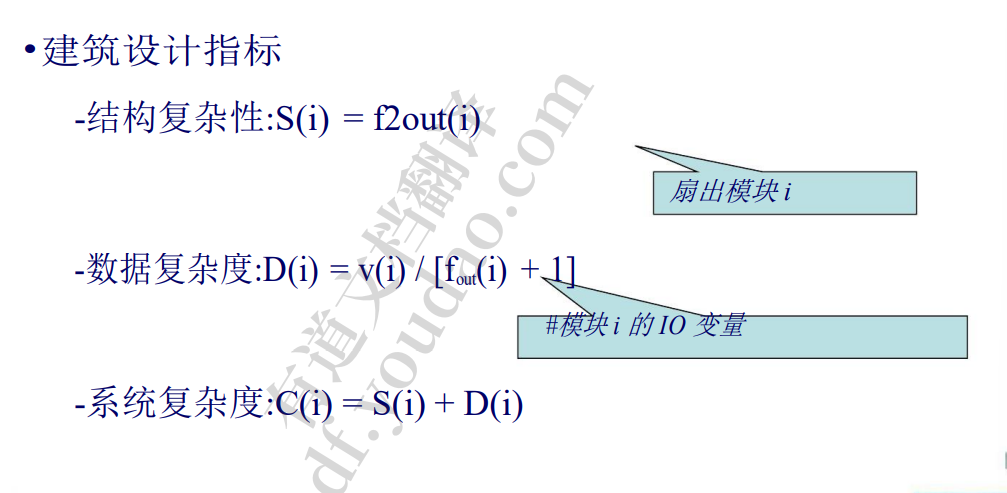 •建筑设计指标
-结构复杂性:S(i) = f2out(i)
扇出模块 i
-数据复杂度:D(i) = v(i) / [fout(i) + 1]
#模块 i 的 IO 变量
-系统复杂度:C(i) = S(i) + D(i)
有道文档翻译
df.youdao.com